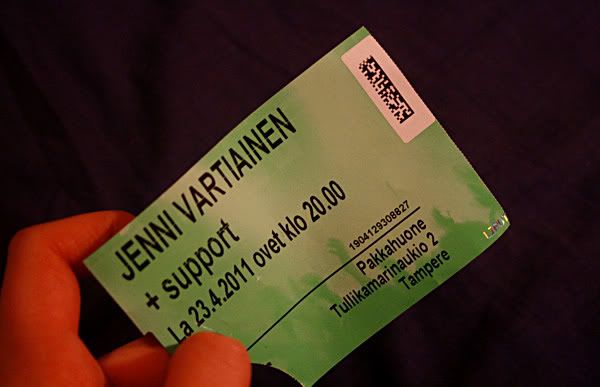 JENNI VARTIAINEN
+ support
La 23.4.2011 ovet klo 20.00
1904129308827
Pakkahuone
Tullikamarinaukio 2
Tampere